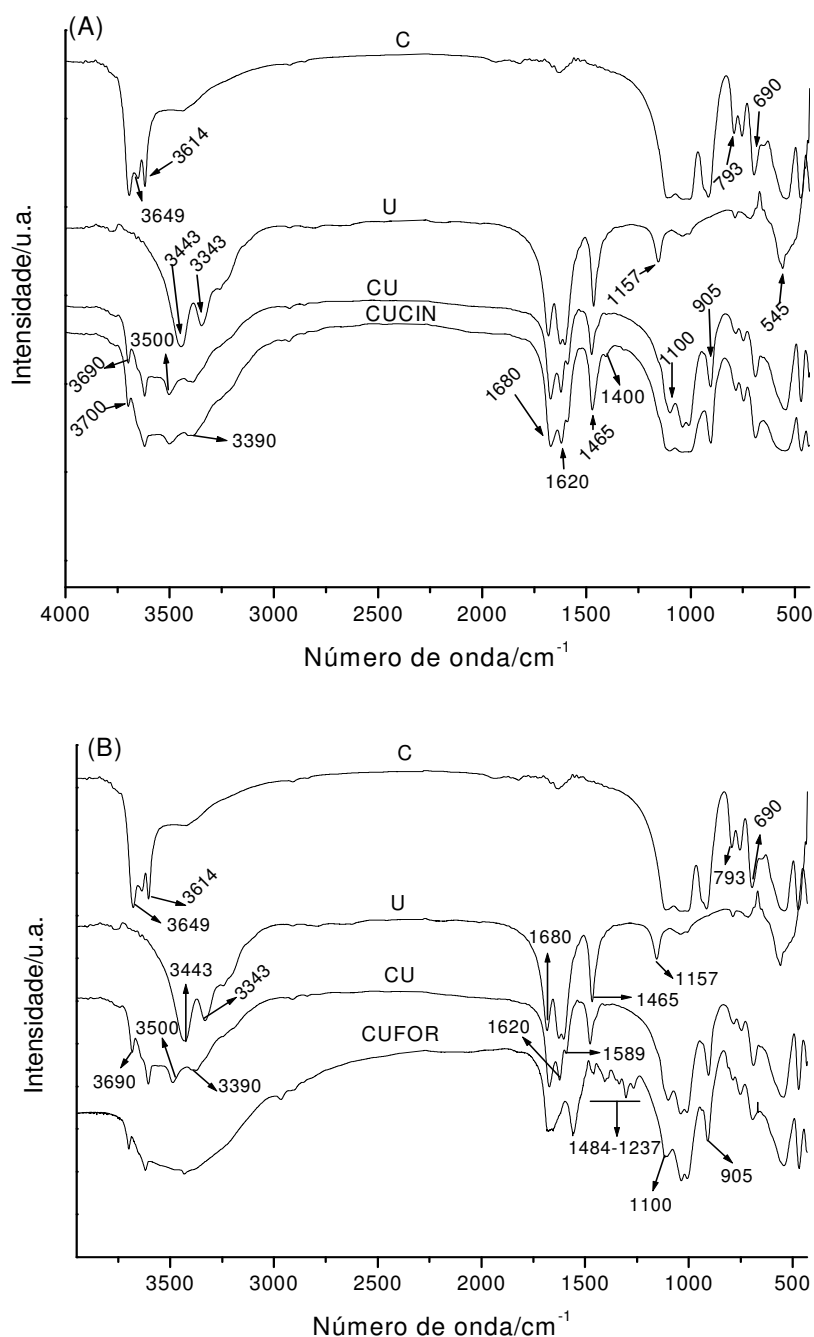 (A)
C
3614
3649
793
690
U
3443
3343
1157
545
CU
905
CUCIN
3500
3690
1100
1680
1400
3700
3390
1465
1620
Intensidade/u.a.
4000 3500 3000 2500 2000 1500 1000 500
Número de onda/cm-1
(B)
C
690
793
3614
3649
U
1680
3443
3343
1157
CU
1465
3500
CUFOR
1620
1589
3690
3390
1484-1237
905
1100
Intensidade/u.a.
3500 3000 2500 2000 1500 1000 500
Número de onda/cm-1